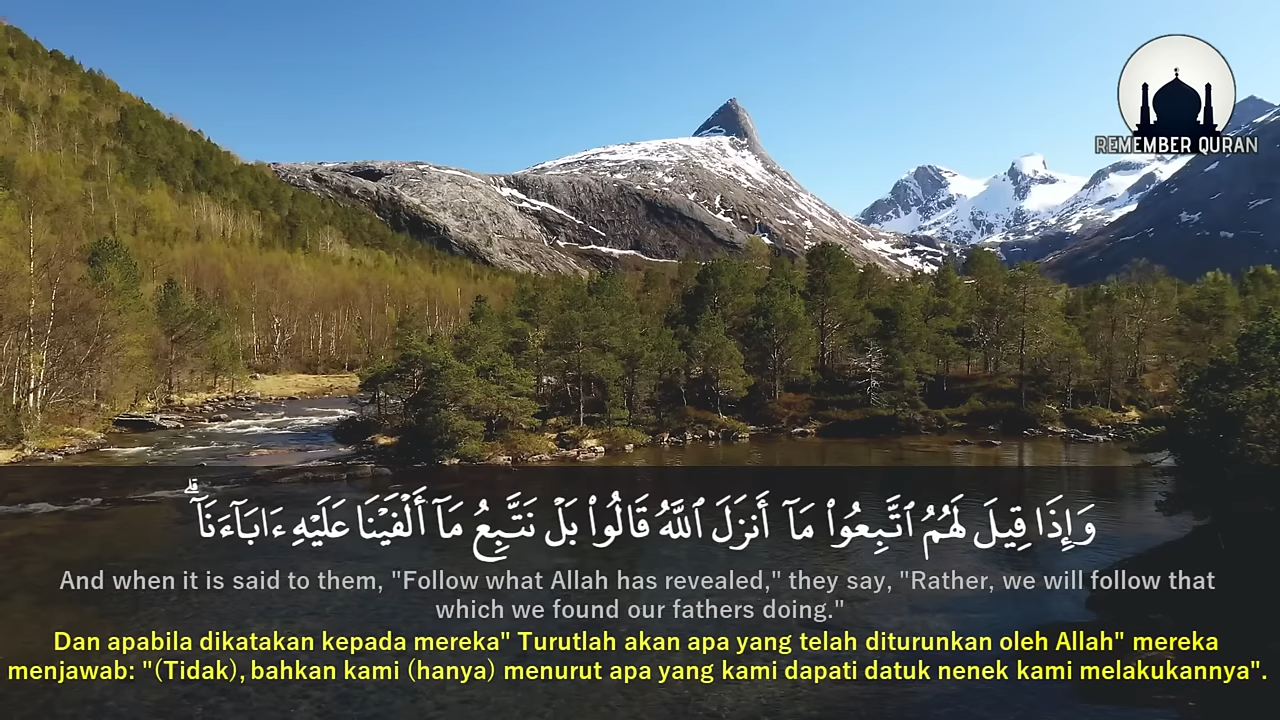 REMEMBER QURAN
وَإِذَا قِيلَ لَهُمُ ٱتَّبِعُوا۟ مَآ أَنزَلَ ٱللَّهُ قَالُوا۟ بَلْ نَتَّبِعُ مَآ أَلْفَيْنَا عَلَيْهِ ءَابَآءَنَآ ۗ
And when it is said to them, "Follow what Allah has revealed," they say, "Rather, we will follow that
which we found our fathers doing."
Dan apabila dikatakan kepada mereka" Turutlah akan apa yang telah diturunkan oleh Allah" mereka
menjawab: "(Tidak), bahkan kami (hanya) menurut apa yang kami dapati datuk nenek kami melakukannya".